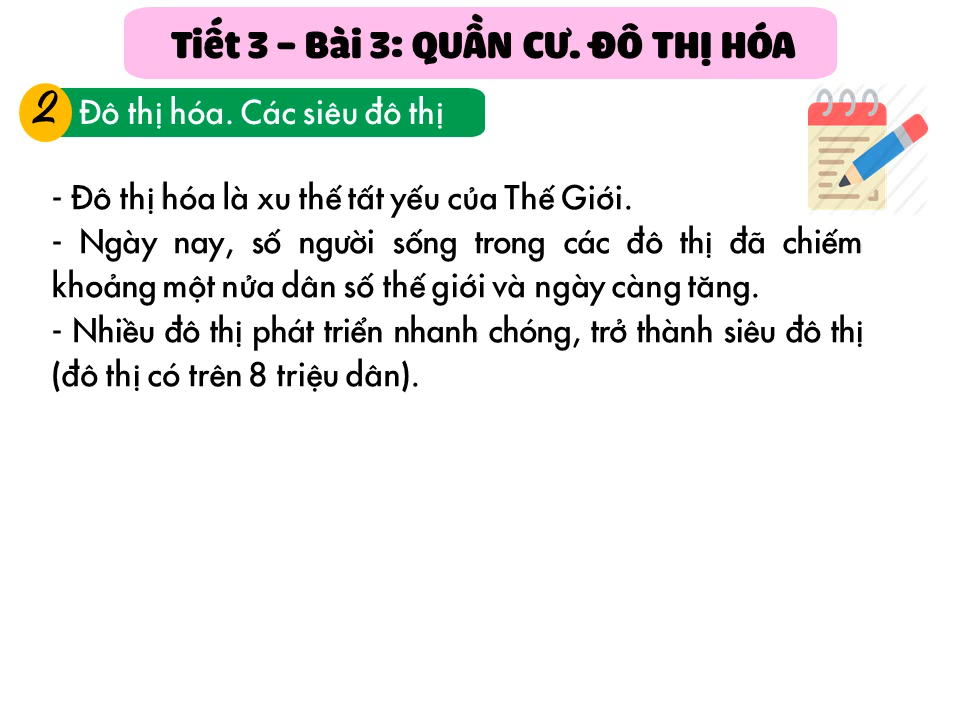 Tiết 3 – Bài 3: QUẦN CƯ. ĐÔ THỊ HÓA
2 Đô thị hóa. Các siêu đô thị
- Đô thị hóa là xu thế tất yếu của Thế Giới.
- Ngày nay, số người sống trong các đô thị đã chiếm
khoảng một nửa dân số thế giới và ngày càng tăng.
- Nhiều đô thị phát triển nhanh chóng, trở thành siêu đô thị
(đô thị có trên 8 triệu dân).